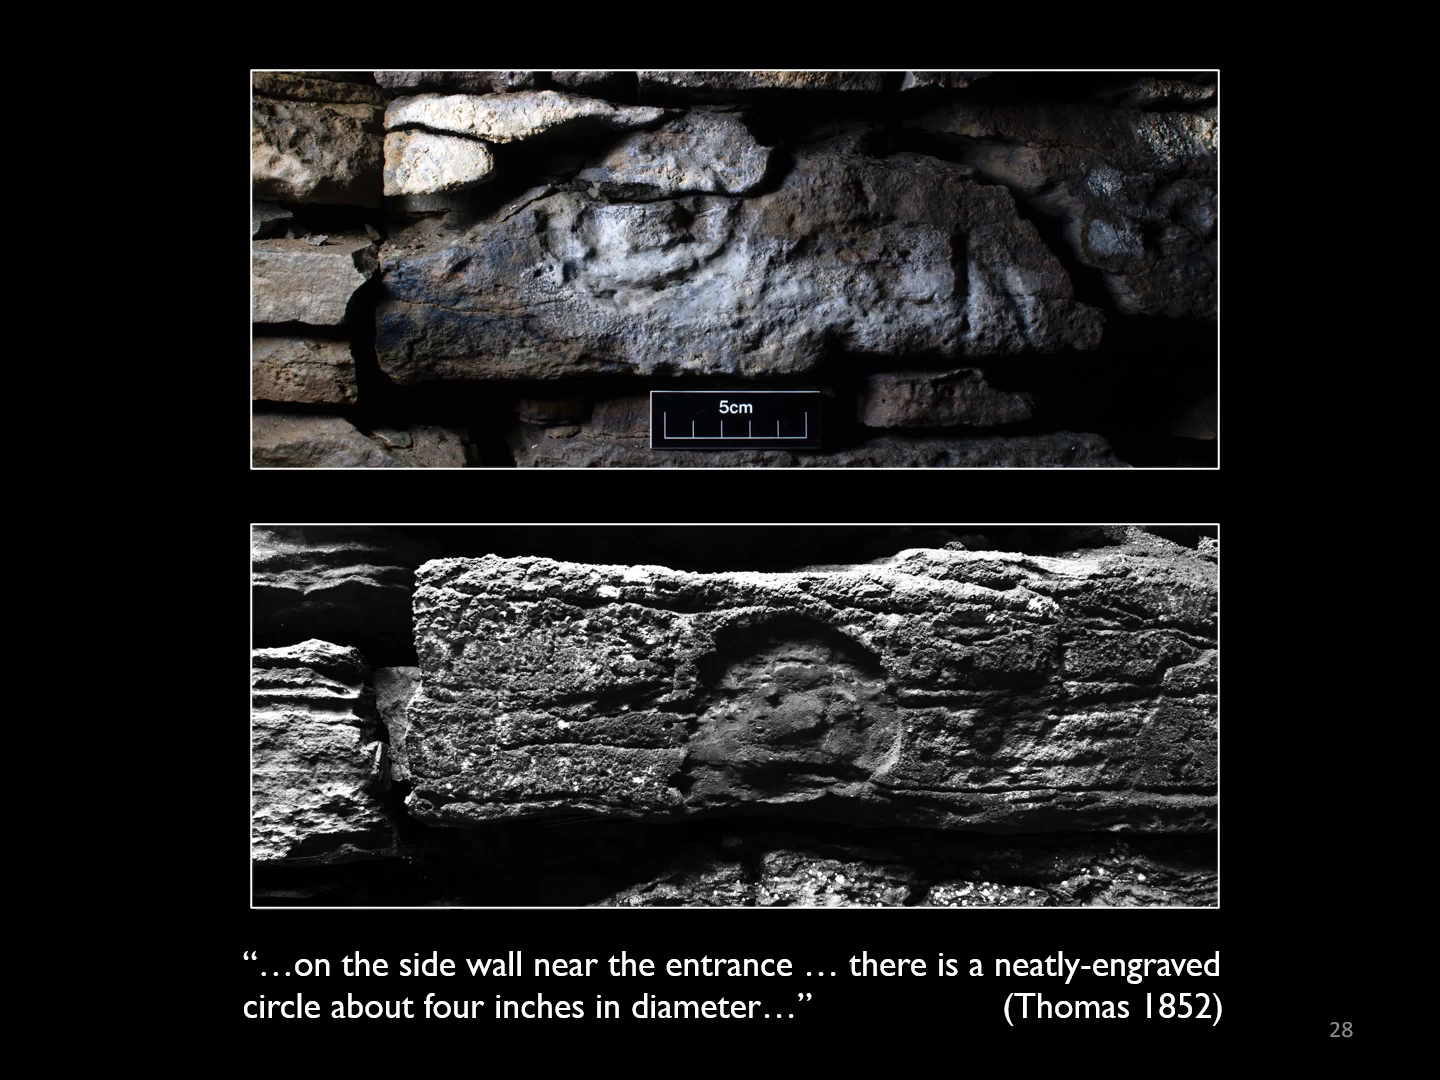 5cm
“…on the side wall near the entrance … there is a neatly-engraved
circle about four inches in diameter…” (Thomas 1852)
28